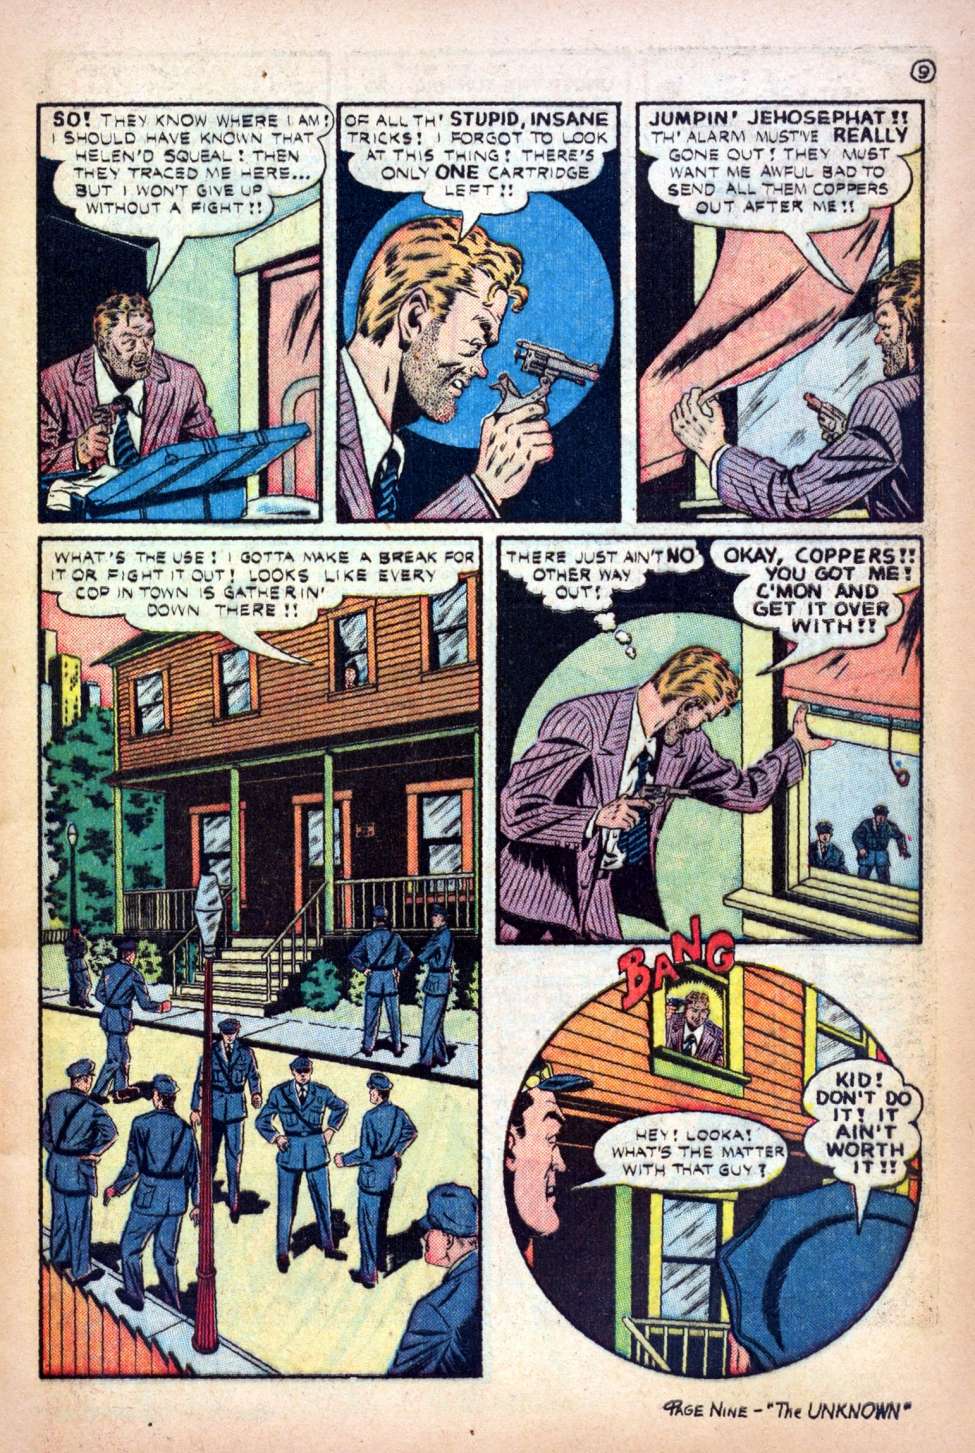 9
SO! THEY KNOW WHERE I AM!
I SHOULD HAVE KNOWN THAT
HELEN'D SQUEAL! THEN
THEY TRACED ME HERE...
BUT I WON'T GIVE UP
WITHOUT A FIGHT!!
OF ALL TH' STUPID, INSANE
TRICKS! I FORGOT TO LOOK
AT THIS THING! THERE'S
ONLY ONE CARTRIDGE
LEFT!!
JUMPIN' JEHOSEPHAT!!
TH' ALARM MUST'VE REALLY
GONE OUT! THEY MUST
WANT ME AWFUL BAD TO
SEND ALL THEM COPPERS
OUT AFTER ME!!
WHAT'S THE USE! I GOTTA MAKE A BREAK FOR
IT OR FIGHT IT OUT! LOOKS LIKE EVERY
COP IN TOWN IS GATHERIN'
DOWN THERE!!
THERE JUST AIN'T NO
OTHER WAY
OUT!
OKAY, COPPERS!!
YOU GOT ME!
C'MON AND
GET IT OVER
WITH!!
BANG
HEY! LOOKA!
WHAT'S THE MATTER
WITH THAT GUY?
KID!
DON'T DO
IT! IT
AIN'T
WORTH
IT!!
PAGE NINE - "The UNKNOWN"